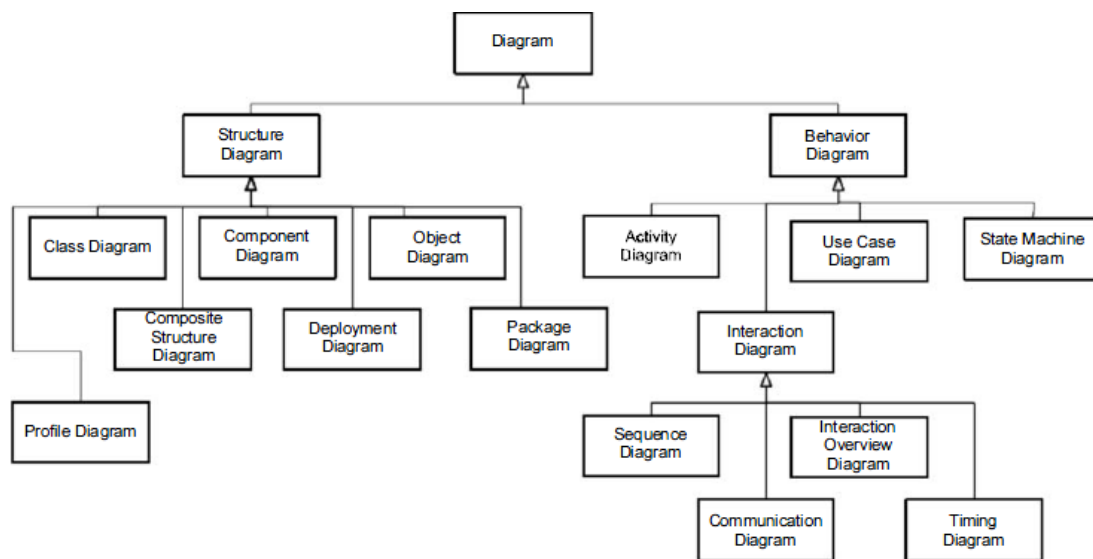 Diagram
Structure
Diagram
Behavior
Diagram
Class Diagram
Component
Diagram
Object
Diagram
Activity
Diagram
Use Case
Diagram
State Machine
Diagram
Composite
Structure
Diagram
Deployment
Diagram
Package
Diagram
Interaction
Diagram
Profile Diagram
Sequence
Diagram
Interaction
Overview
Diagram
Communication
Diagram
Timing
Diagram